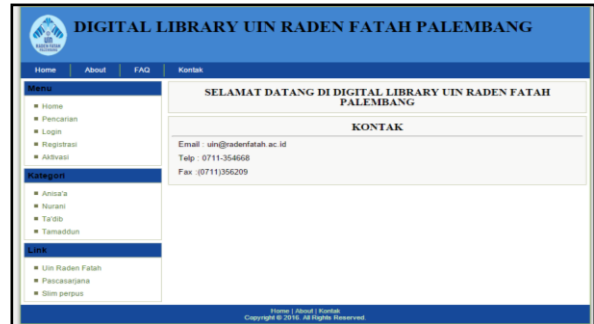 DIGITAL LIBRARY UIN RADEN FATAH PALEMBANG
Home About FAQ Kontak
Menu
Home
Pencarian
Login
Registrasi
Aktivasi
Kategori
Anisa'a
Nurani
Ta'dib
Tamaddun
Link
Uin Raden Fatah
Pascasarjana
Slim perpus
SELAMAT DATANG DI DIGITAL LIBRARY UIN RADEN FATAH
PALEMBANG
KONTAK
Email : uin@radenfatah.ac.id
Telp : 0711-354668
Fax :(0711)356209
Home | About | Kontak
Copyright © 2016. All Rights Reserved.